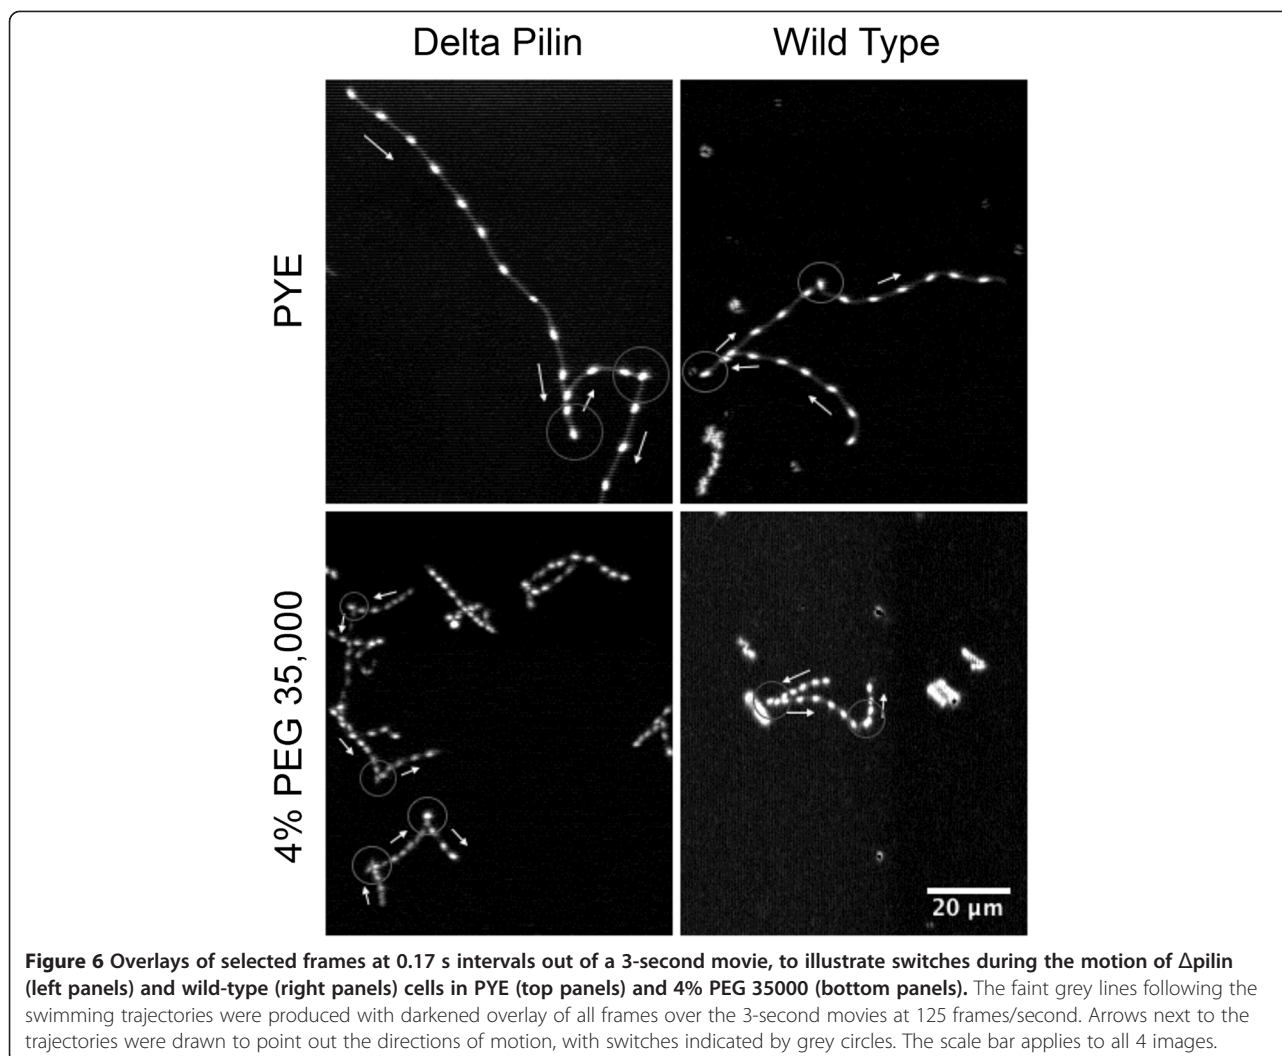 Delta Pilin
Wild Type
PYE
4% PEG 35,000
20 μm
Figure 6 Overlays of selected frames at 0.17 s intervals out of a 3-second movie, to illustrate switches during the motion of Δpilin
(left panels) and wild-type (right panels) cells in PYE (top panels) and 4% PEG 35000 (bottom panels). The faint grey lines following the
swimming trajectories were produced with darkened overlay of all frames over the 3-second movies at 125 frames/second. Arrows next to the
trajectories were drawn to point out the directions of motion, with switches indicated by grey circles. The scale bar applies to all 4 images.